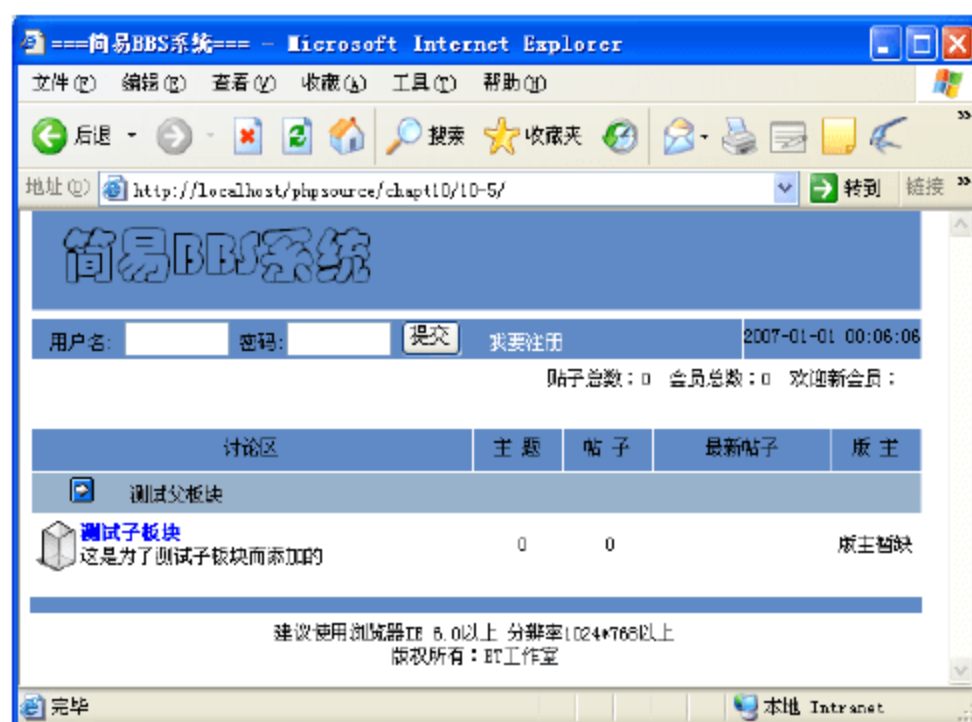 ===简易BBS系统=== - Microsoft Internet Explorer
文件(F) 编辑(E) 查看(V) 收藏(A) 工具(T) 帮助(H)
后退 搜索 收藏夹 »
地址(D) http://localhost/phpsource/chapt10/10-5/ 转到 链接 »
简易BBS系统
用户名: 密码: 提交 我要注册 2007-01-01 00:06:06
贴子总数：0 会员总数：0 欢迎新会员：
讨论区 主 题 帖 子 最新帖子 版 主
测试父板块
测试子板块
这是为了测试子板块而添加的 0 0 版主暂缺
建议使用浏览器IE 6.0以上 分辨率1024*768以上
版权所有：ET工作室
完毕 本地 Intranet